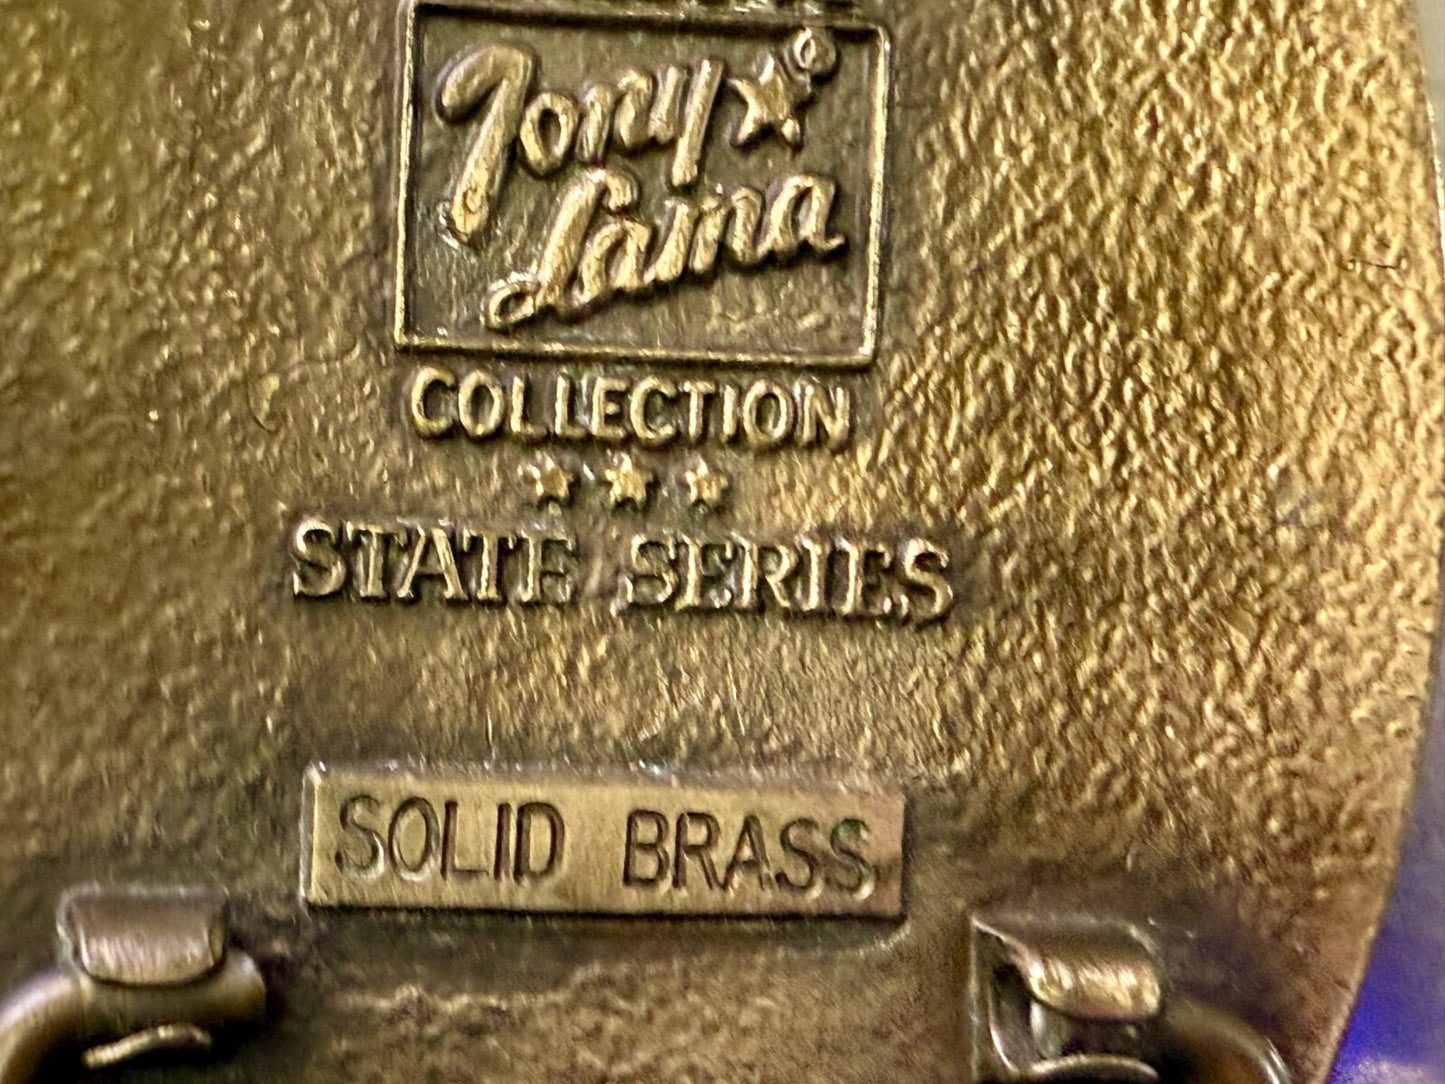 Tony ®
Lama
COLLECTION
★★★
STATE SERIES
SOLID BRASS